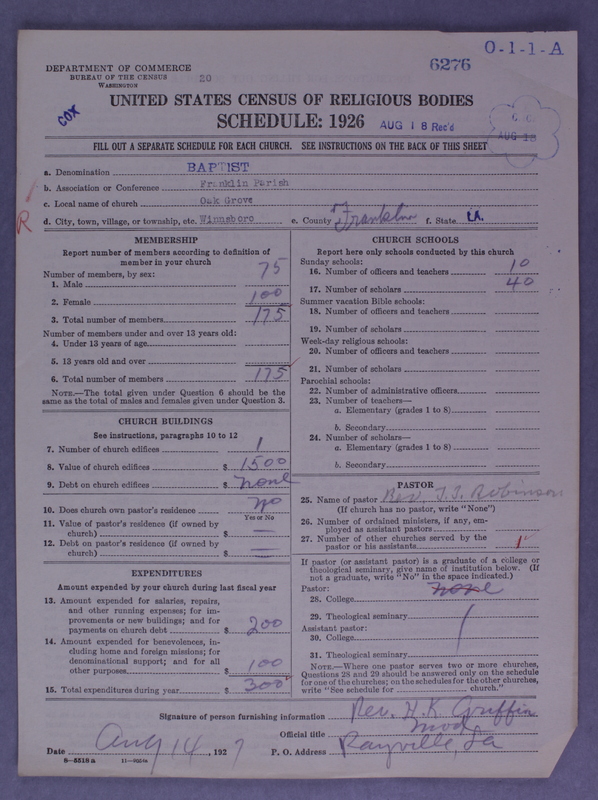 O-1-1-A
6276
DEPARTMENT OF COMMERCE
BUREAU OF THE CENSUS
20
WASHINGTON
COX
UNITED STATES CENSUS OF RELIGIOUS BODIES
SCHEDULE: 1926
AUG 18 Rec'd
AUG 18
FILL OUT A SEPARATE SCHEDULE FOR EACH CHURCH. SEE INSTRUCTIONS ON THE BACK OF THIS SHEET
R
a. Denomination BAPTIST
b. Association or Conference Franklin Parish
c. Local name of church Oak Grove
d. City, town, village, or township, etc. Winnsboro e. County Franklin f. State LA.
MEMBERSHIP
Report number of members according to definition of member in your church
Number of members, by sex:
1. Male 75
2. Female 100
3. Total number of members 175
Number of members under and over 13 years old:
4. Under 13 years of age
5. 13 years old and over
6. Total number of members 175
NOTE.—The total given under Question 6 should be the same as the total of males and females given under Question 3.
CHURCH BUILDINGS
See instructions, paragraphs 10 to 12
7. Number of church edifices 1
8. Value of church edifices $ 1500
9. Debt on church edifices $ none
10. Does church own pastor's residence no
Yes or No
11. Value of pastor's residence (if owned by church) $ —
12. Debt on pastor's residence (if owned by church) $ —
EXPENDITURES
Amount expended by your church during last fiscal year
13. Amount expended for salaries, repairs, and other running expenses; for improvements or new buildings; and for payments on church debt $ 200
14. Amount expended for benevolences, including home and foreign missions; for denominational support; and for all other purposes $ 100
15. Total expenditures during year $ 300
CHURCH SCHOOLS
Report here only schools conducted by this church
Sunday schools:
16. Number of officers and teachers 10
17. Number of scholars 40
Summer vacation Bible schools:
18. Number of officers and teachers
19. Number of scholars
Week-day religious schools:
20. Number of officers and teachers
21. Number of scholars
Parochial schools:
22. Number of administrative officers
23. Number of teachers—
a. Elementary (grades 1 to 8)
b. Secondary
24. Number of scholars—
a. Elementary (grades 1 to 8)
b. Secondary
PASTOR
25. Name of pastor Rev. T. J. Robinson
(If church has no pastor, write "None")
26. Number of ordained ministers, if any, employed as assistant pastors
27. Number of other churches served by the pastor or his assistants 1
If pastor (or assistant pastor) is a graduate of a college or theological seminary, give name of institution below. (If not a graduate, write "No" in the space indicated.)
Pastor: none
28. College
29. Theological seminary
Assistant pastor:
30. College
31. Theological seminary
NOTE.—Where one pastor serves two or more churches, Questions 28 and 29 should be answered only on the schedule for one of the churches; on the schedules for the other churches, write "See schedule for church."
Signature of person furnishing information Rev. H. K. Griffin
Official title Mod
Date Aug 14, 1927 P. O. Address Rayville, La
8—5518 a